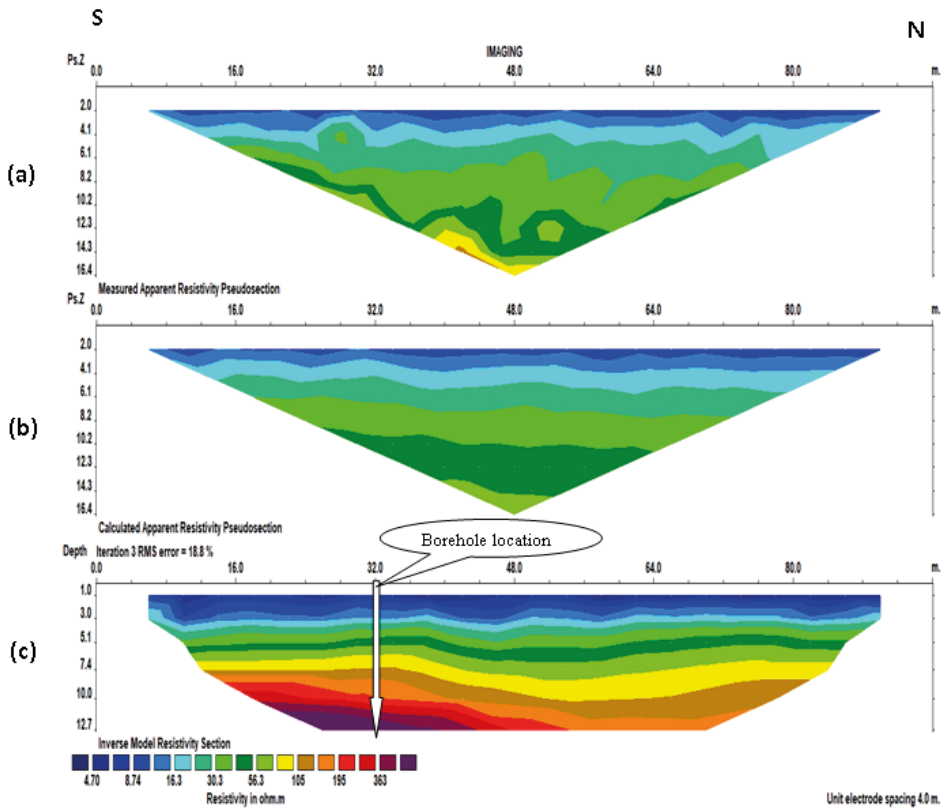 S
N
IMAGING
Ps.Z
0.0 16.0 32.0 48.0 64.0 80.0 m.
2.0
4.1
6.1
(a)
8.2
10.2
12.3
14.3
16.4
Measured Apparent Resistivity Pseudosection
Ps.Z
0.0 16.0 32.0 48.0 64.0 80.0 m.
2.0
4.1
6.1
(b)
8.2
10.2
12.3
14.3
16.4
Calculated Apparent Resistivity Pseudosection
Borehole location
Depth Iteration 3 RMS error = 18.8 %
0.0 16.0 32.0 48.0 64.0 80.0 m.
1.0
3.0
(c)
5.1
7.4
10.0
12.7
Inverse Model Resistivity Section
4.70 8.74 16.3 30.3 56.3 105 195 363
Resistivity in ohm.m
Unit electrode spacing 4.0 m.